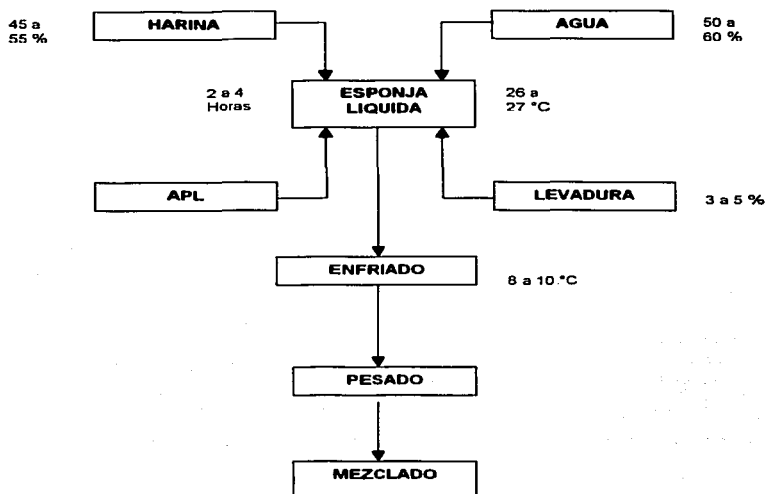 45 a
55 %
HARINA
AGUA
50 a
60 %
2 a 4
Horas
ESPONJA
LIQUIDA
26 a
27 °C
APL
LEVADURA
3 a 5 %
ENFRIADO
8 a 10 °C
PESADO
MEZCLADO